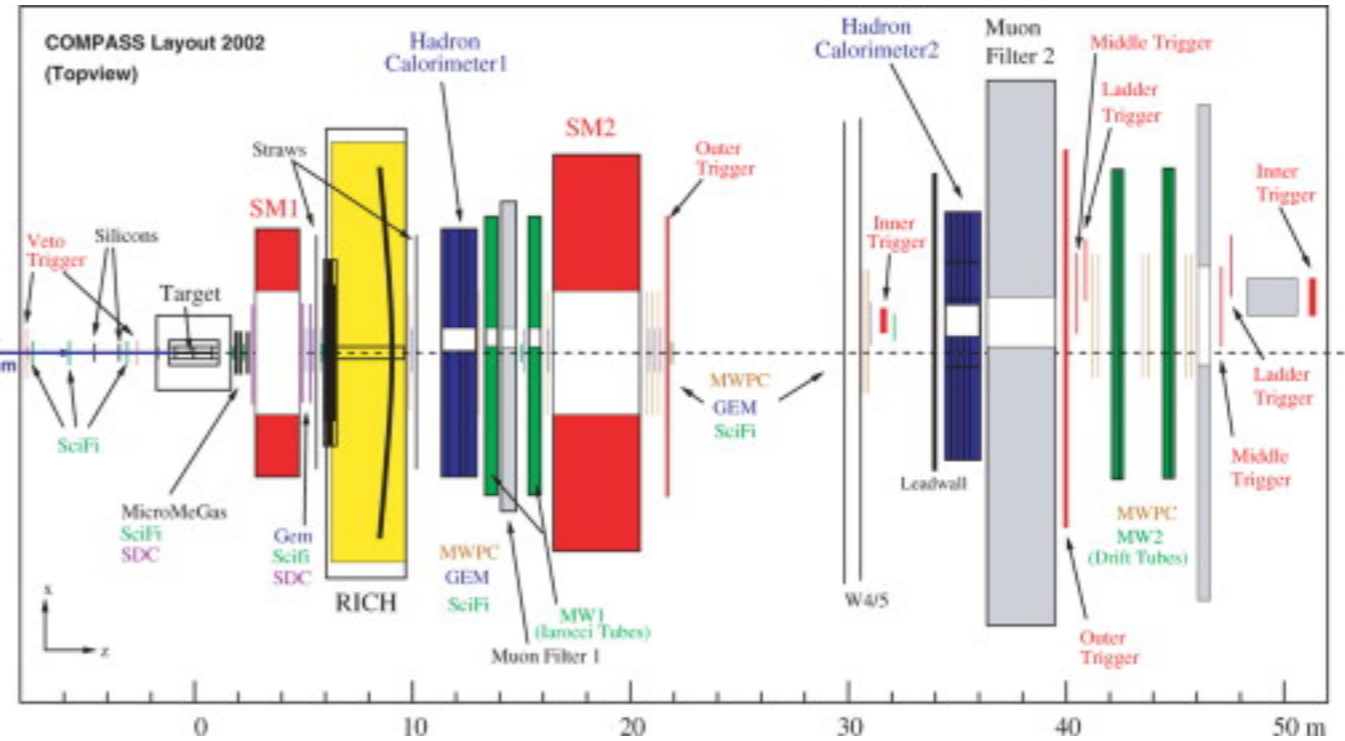 COMPASS Layout 2002
(Topview)
Hadron
Calorimeter1
Hadron
Calorimeter2
Muon
Filter 2
Middle Trigger
Ladder
Trigger
SM2
Outer
Trigger
Straws
Inner
Trigger
SM1
Silicons
Veto
Trigger
Inner
Trigger
Target
MWPC
GEM
SciFi
Ladder
Trigger
SciFi
Middle
Trigger
Leadwall
MicroMeGas
SciFi
SDC
Gem
Scifi
SDC
MWPC
GEM
SciFi
MWPC
MW2
(Drift Tubes)
RICH
W4/5
MW1
(Iarocci Tubes)
Muon Filter 1
Outer
Trigger
x
z
0 10 20 30 40 50 m